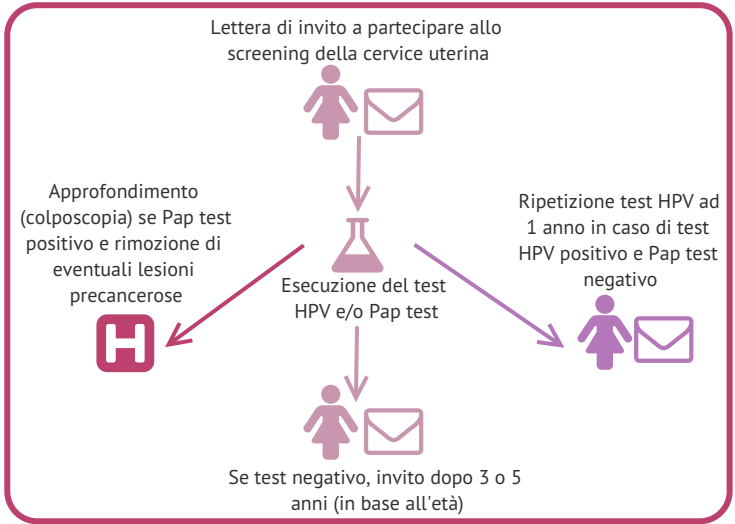 Lettera di invito a partecipare allo
screening della cervice uterina
Approfondimento
(colposcopia) se Pap test
positivo e rimozione di
eventuali lesioni
precancerose
H
Esecuzione del test
HPV e/o Pap test
Ripetizione test HPV ad
1 anno in caso di test
HPV positivo e Pap test
negativo
Se test negativo, invito dopo 3 o 5
anni (in base all'età)